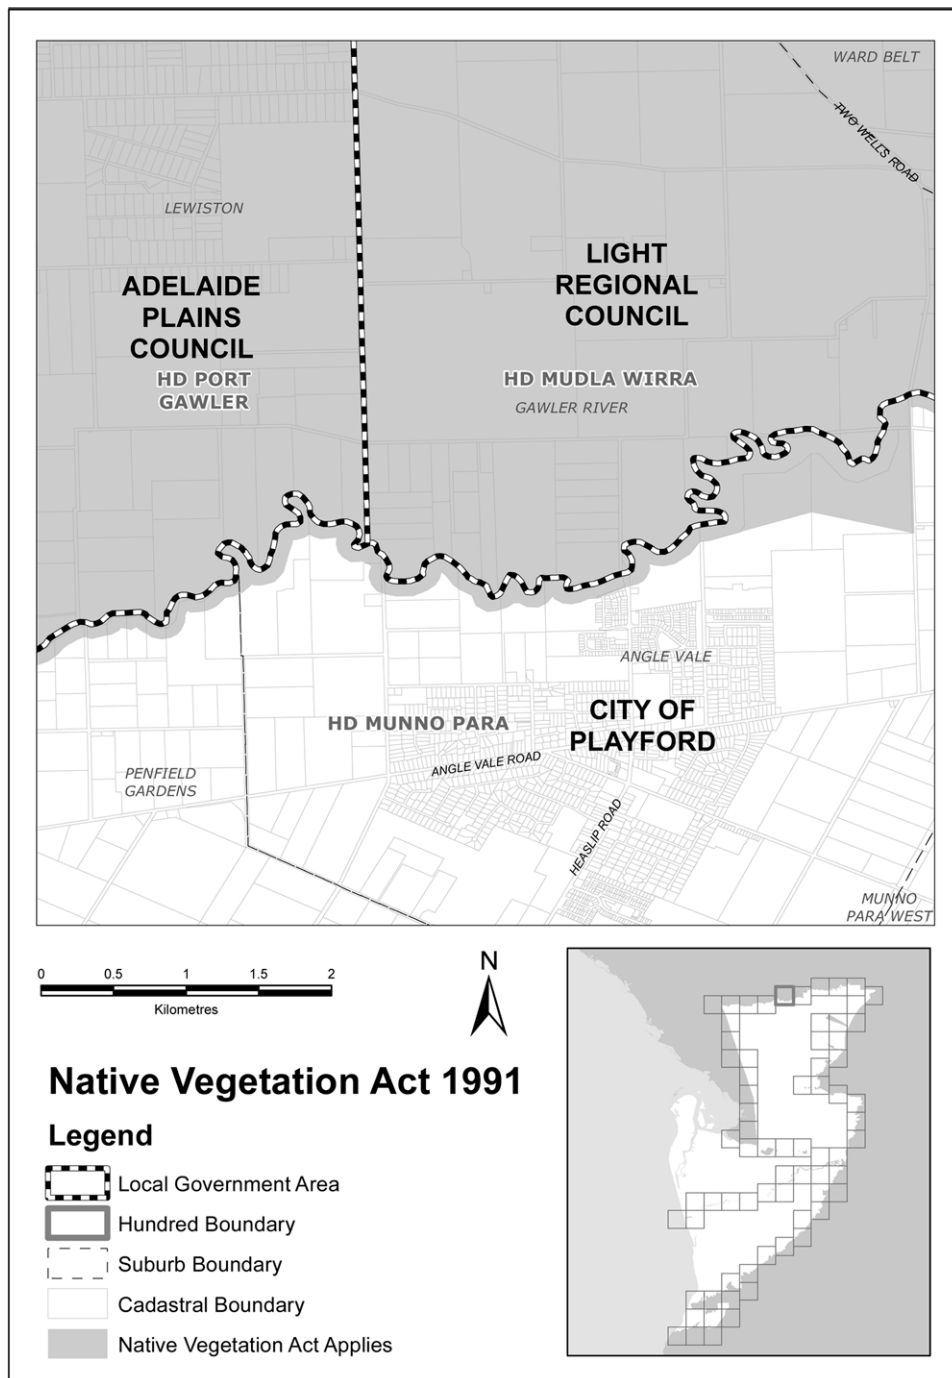 WARD BELT
TWO WELLS ROAD
LEWISTON
LIGHT
REGIONAL
COUNCIL
ADELAIDE
PLAINS
COUNCIL
HD PORT
GAWLER
HD MUDLA WIRRA
GAWLER RIVER
ANGLE VALE
CITY OF
PLAYFORD
HD MUNNO PARA
ANGLE VALE ROAD
PENFIELD
GARDENS
HEASLIP ROAD
MUNNO
PARA WEST
0 0.5 1 1.5 2
Kilometres
N
Native Vegetation Act 1991
Legend
Local Government Area
Hundred Boundary
Suburb Boundary
Cadastral Boundary
Native Vegetation Act Applies